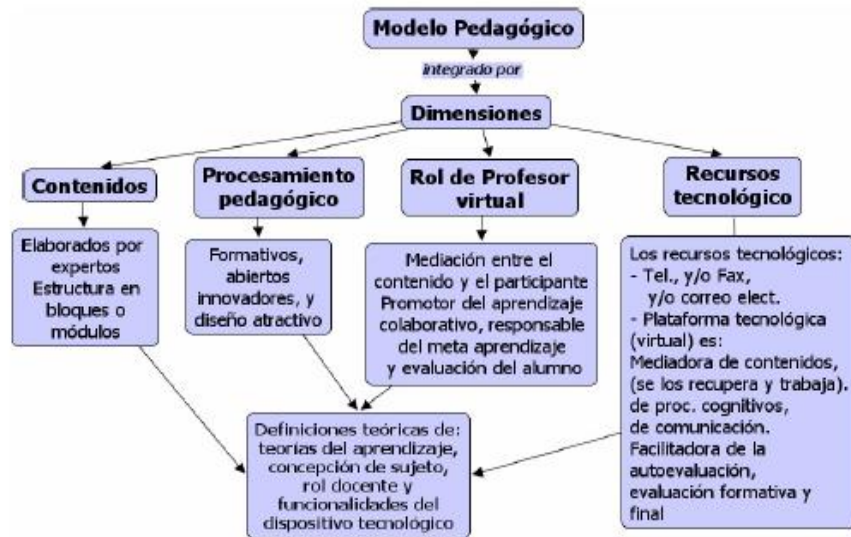 Modelo Pedagógico
integrado por
Dimensiones
Contenidos
Procesamiento
pedagógico
Rol de Profesor
virtual
Recursos
tecnológico
Elaborados por
expertos
Estructura en
bloques o
módulos
Formativos,
abiertos
innovadores, y
diseño atractivo
Mediación entre el
contenido y el participante
Promotor del aprendizaje
colaborativo, responsable
del meta aprendizaje
y evaluación del alumno
Los recursos tecnológicos:
- Tel., y/o Fax,
y/o correo elect.
- Plataforma tecnológica
(virtual) es:
Mediadora de contenidos,
(se los recupera y trabaja).
de proc. cognitivos,
de comunicación.
Facilitadora de la
autoevaluación,
evaluación formativa y
final
Definiciones teóricas de:
teorías del aprendizaje,
concepción de sujeto,
rol docente y
funcionalidades del
dispositivo tecnológico